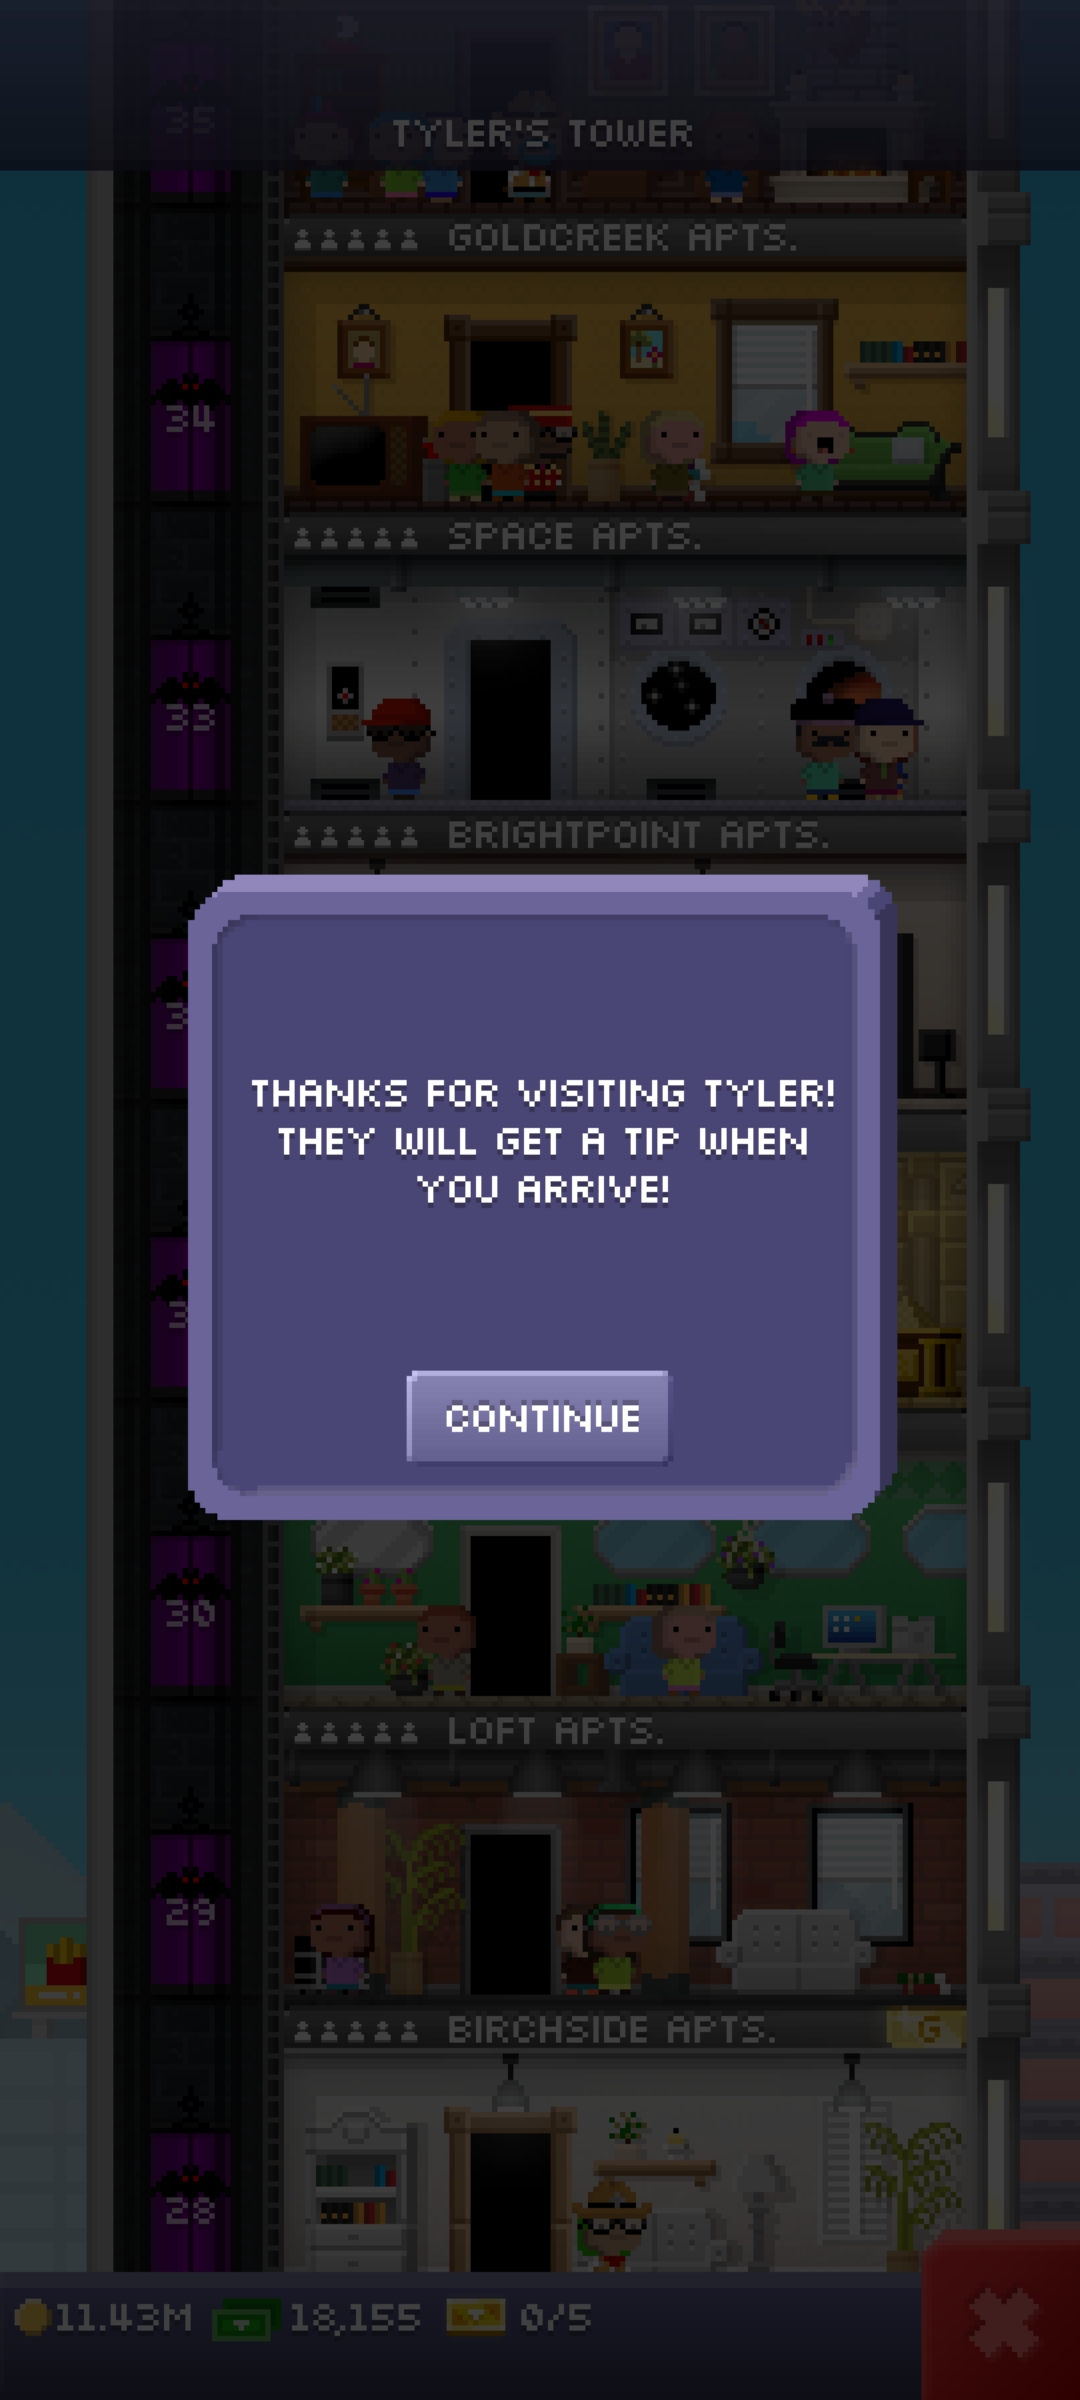 35
TYLER'S TOWER
GOLDCREEK APTS.
34
SPACE APTS.
33
BRIGHTPOINT APTS.
THANKS FOR VISITING TYLER!
THEY WILL GET A TIP WHEN
YOU ARRIVE!
CONTINUE
30
LOFT APTS.
29
BIRCHSIDE APTS. G
28
11.43M 18,155 0/5